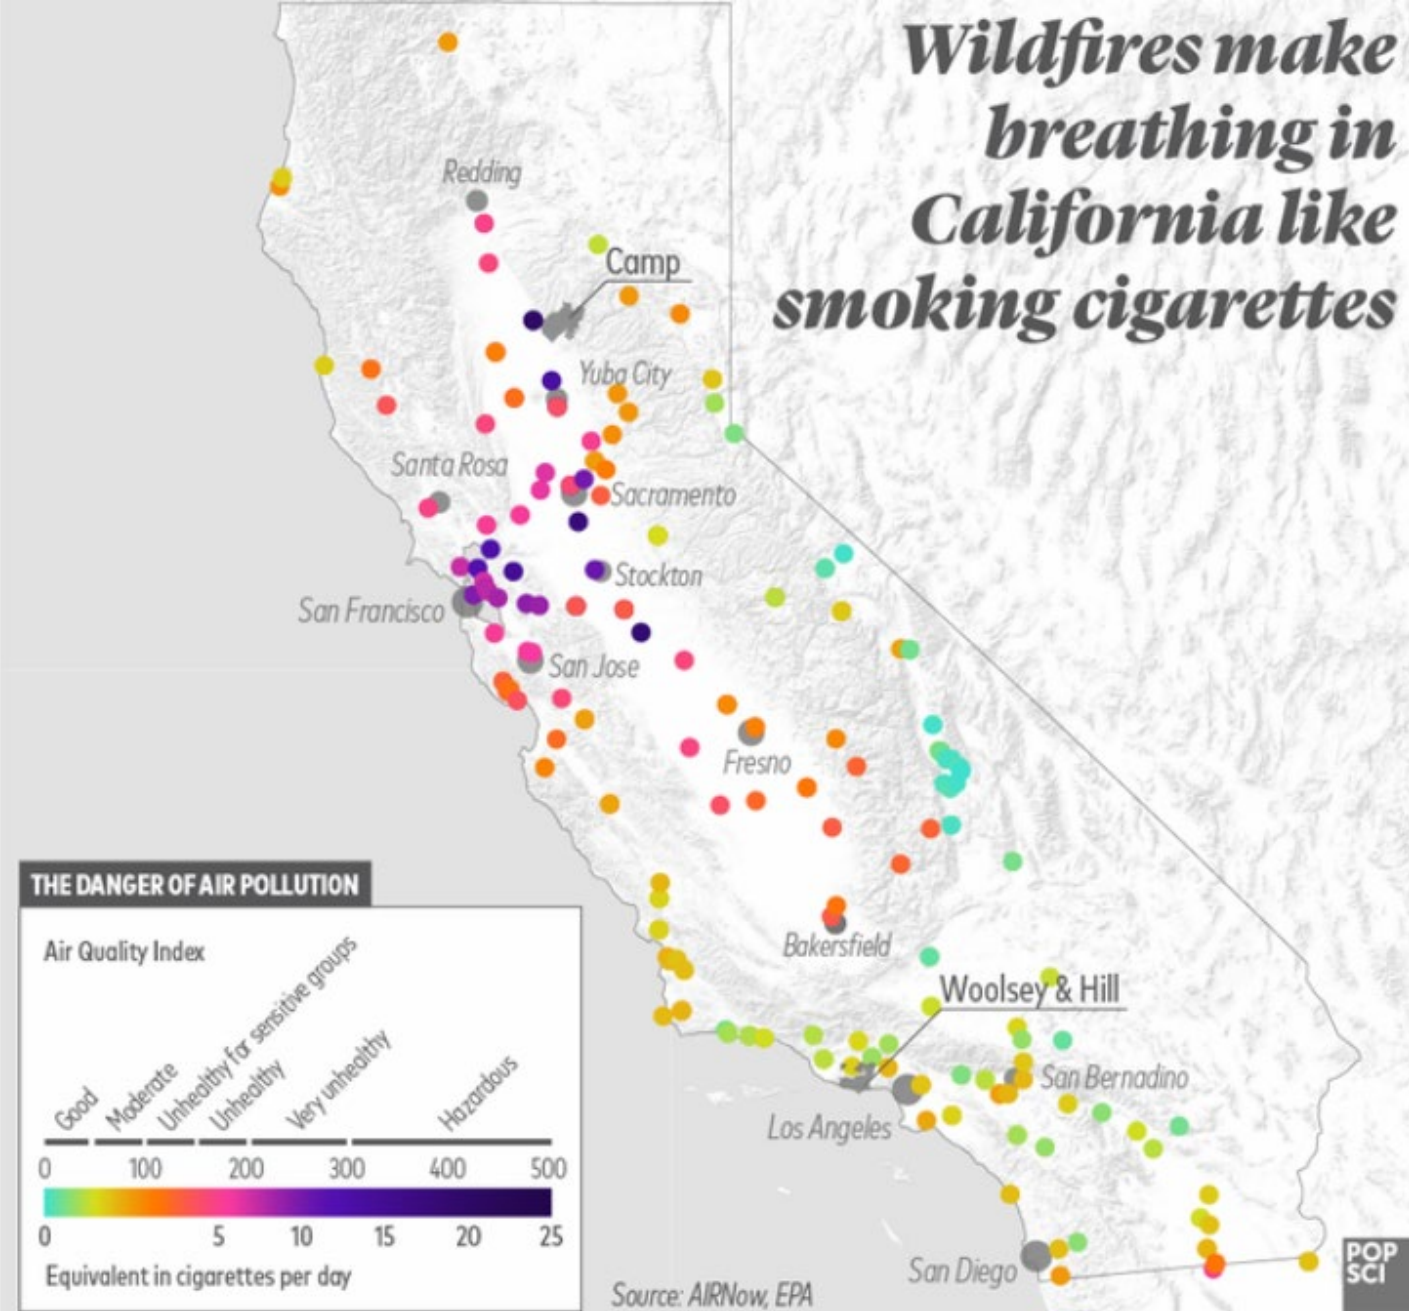 Wildfires make
breathing in
California like
smoking cigarettes
Redding
Camp
Yuba City
Santa Rosa
Sacramento
Stockton
San Francisco
San Jose
Fresno
Bakersfield
Woolsey & Hill
San Bernadino
Los Angeles
San Diego
THE DANGER OF AIR POLLUTION
Air Quality Index
Good
Moderate
Unhealthy for sensitive groups
Unhealthy
Very unhealthy
Hazardous
0 100 200 300 400 500
0 5 10 15 20 25
Equivalent in cigarettes per day
Source: AIRNow, EPA
POP
SCI